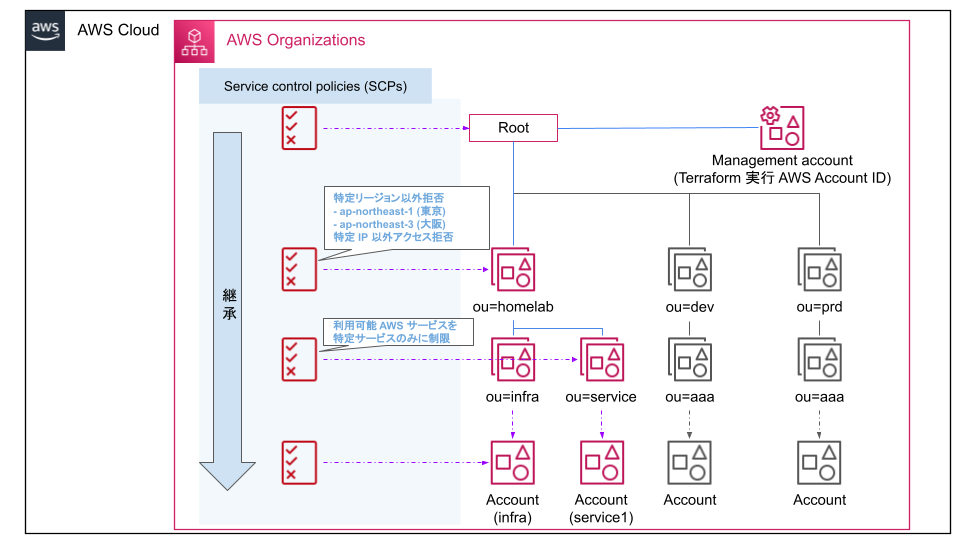 aws
AWS Cloud
AWS Organizations
Service control policies (SCPs)
Root
Management account
(Terraform 実行 AWS Account ID)
特定リージョン以外拒否
- ap-northeast-1 (東京)
- ap-northeast-3 (大阪)
特定 IP 以外アクセス拒否
継承
ou=homelab
ou=dev
ou=prd
利用可能 AWS サービスを
特定サービスのみに制限
ou=infra
ou=service
ou=aaa
ou=aaa
Account
(infra)
Account
(service1)
Account
Account